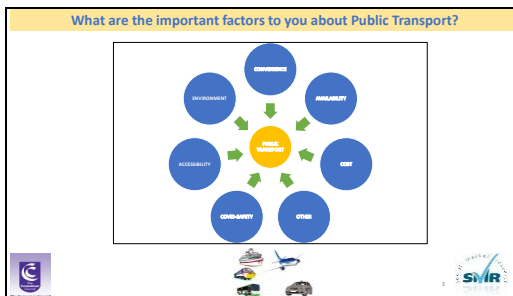 What are the important factors to you about Public Transport?
CONVENIENCE
ENVIRONMENT
AVAILABILITY
PUBLIC
TRANSPORT
ACCESSIBILITY
COST
COVID-SAFETY
OTHER
SMR